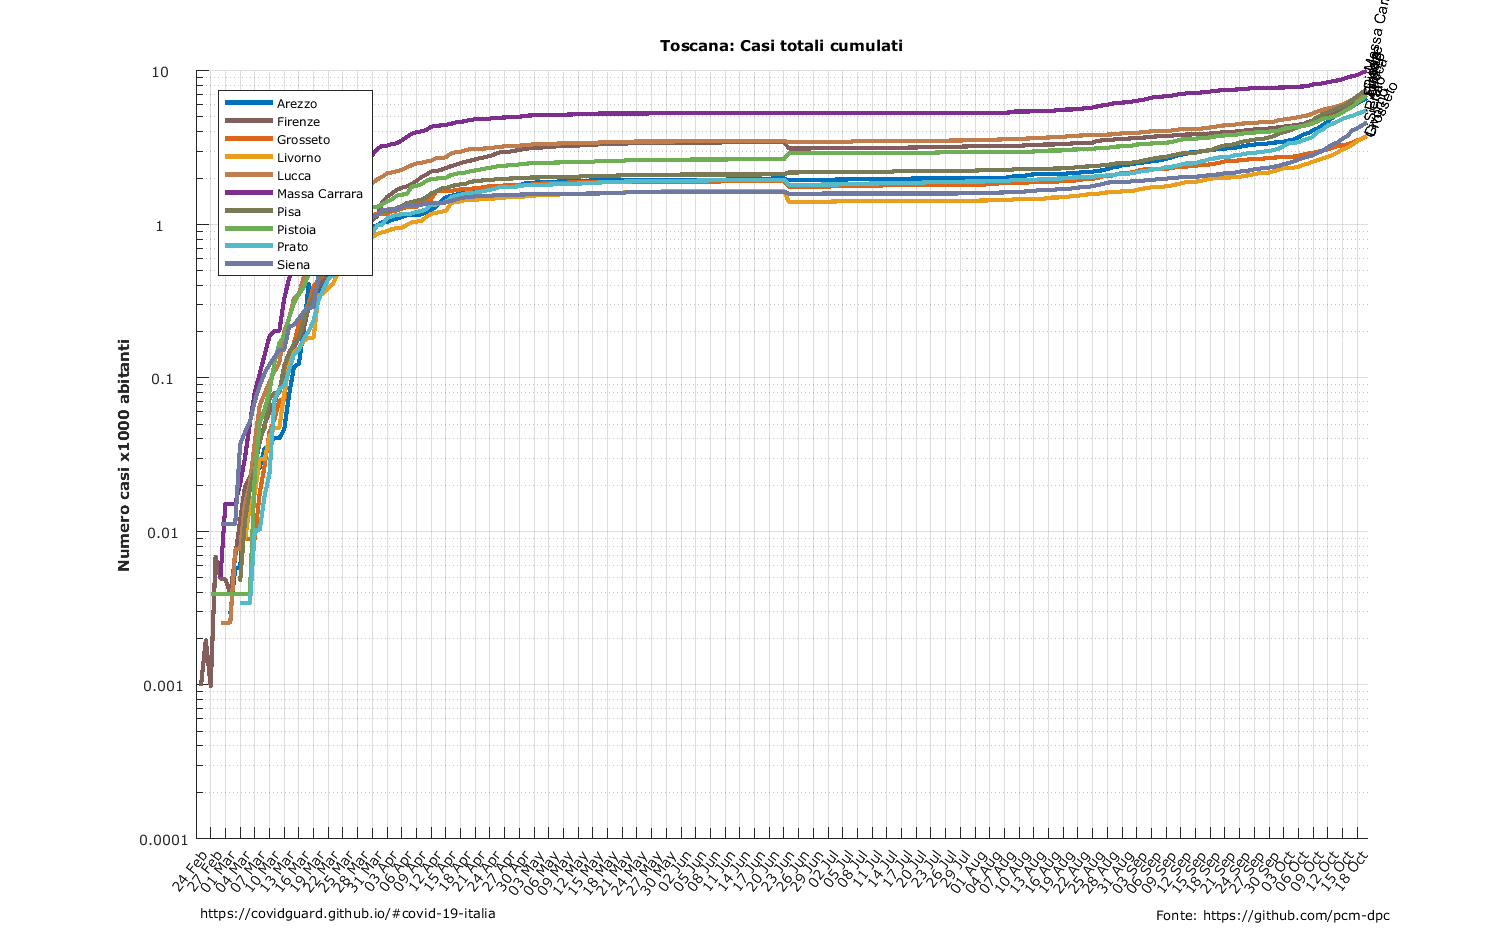 Toscana: Casi totali cumulati
Numero casi x1000 abitanti
10
1
0.1
0.01
0.001
0.0001
Arezzo
Firenze
Grosseto
Livorno
Lucca
Massa Carrara
Pisa
Pistoia
Prato
Siena
Massa Car
Grosseto
24 Feb
27 Feb
01 Mar
04 Mar
07 Mar
10 Mar
13 Mar
16 Mar
19 Mar
22 Mar
25 Mar
28 Mar
31 Mar
03 Apr
06 Apr
09 Apr
12 Apr
15 Apr
18 Apr
21 Apr
24 Apr
27 Apr
30 Apr
03 May
06 May
09 May
12 May
15 May
18 May
21 May
24 May
27 May
30 May
02 Jun
05 Jun
08 Jun
11 Jun
14 Jun
17 Jun
20 Jun
23 Jun
26 Jun
29 Jun
02 Jul
05 Jul
08 Jul
11 Jul
14 Jul
17 Jul
20 Jul
23 Jul
26 Jul
29 Jul
01 Aug
04 Aug
07 Aug
10 Aug
13 Aug
16 Aug
19 Aug
22 Aug
25 Aug
28 Aug
31 Aug
03 Sep
06 Sep
09 Sep
12 Sep
15 Sep
18 Sep
21 Sep
24 Sep
27 Sep
30 Sep
03 Oct
06 Oct
09 Oct
12 Oct
15 Oct
18 Oct
https://covidguard.github.io/#covid-19-italia
Fonte: https://github.com/pcm-dpc